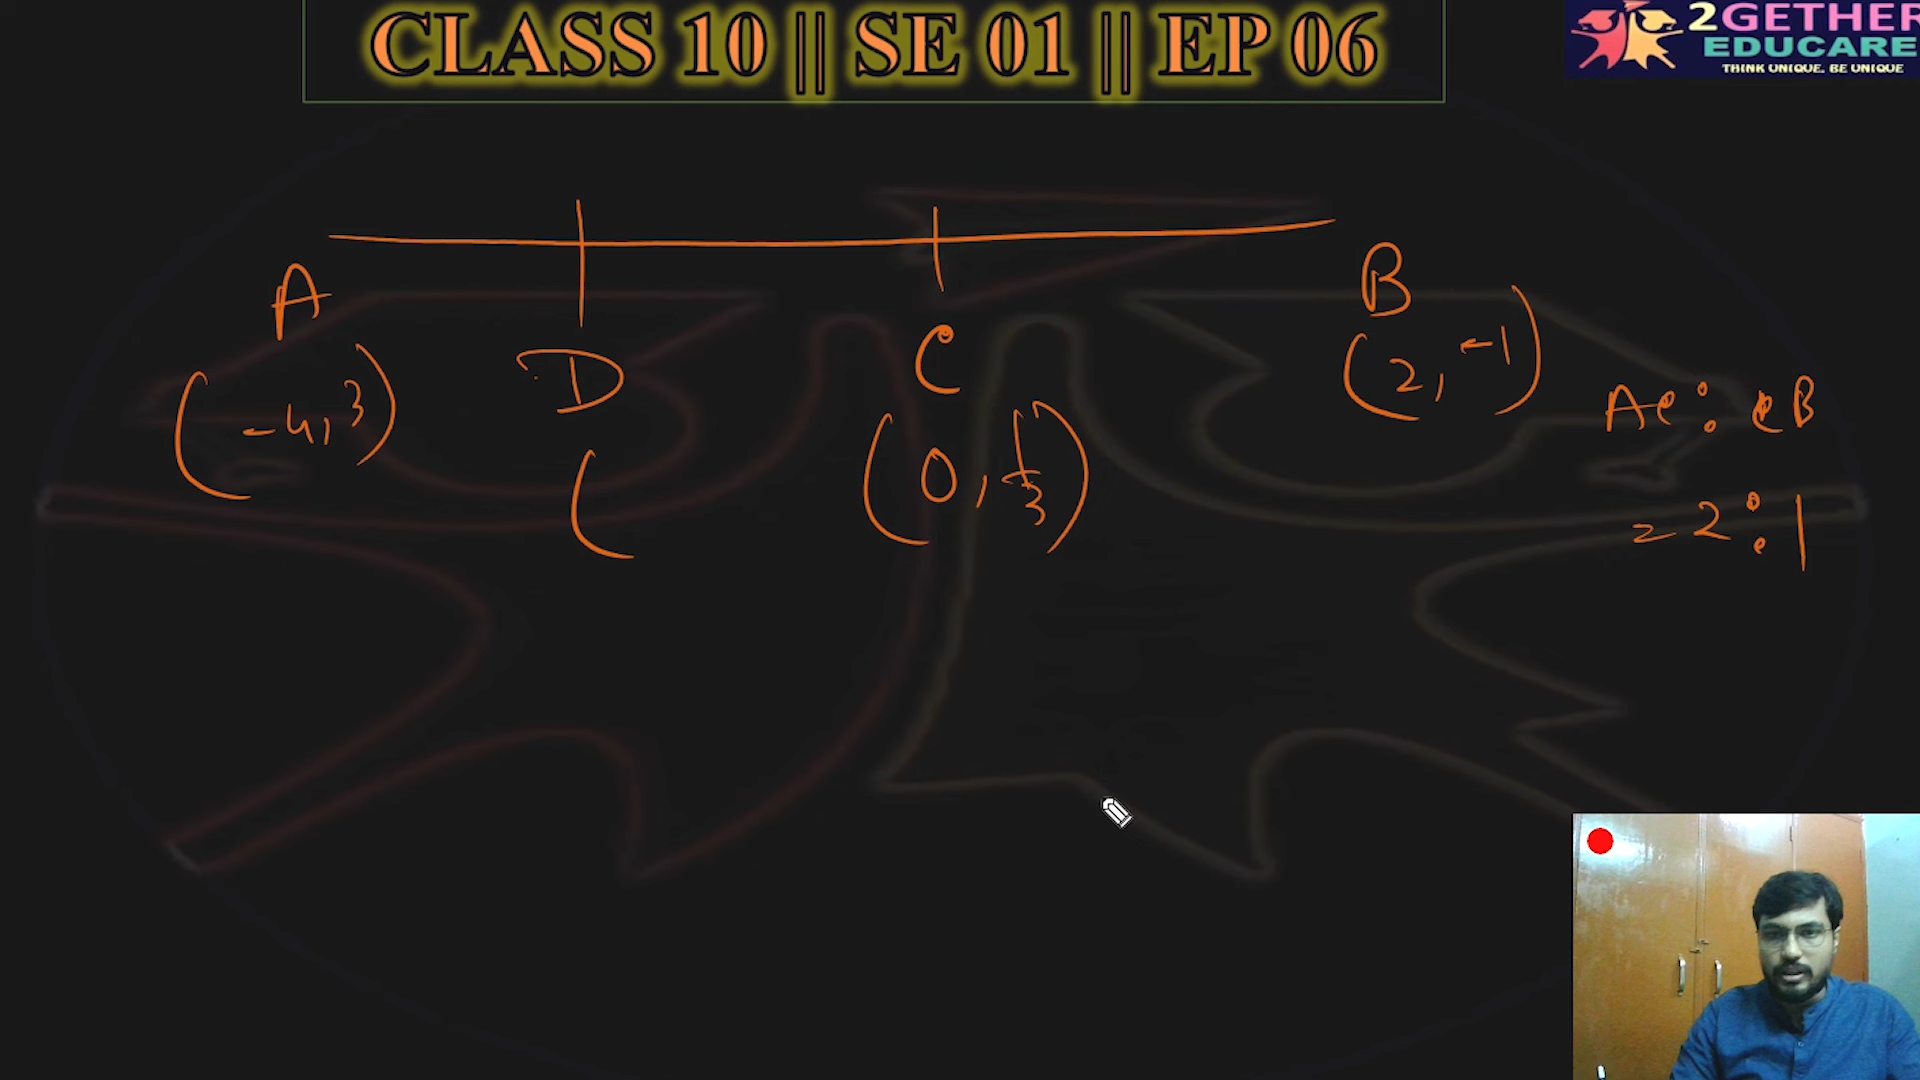 CLASS 10 || SE 01 || EP 06
2GETHER
EDUCARE
THINK UNIQUE, BE UNIQUE
A
D
C
B
(-4, 3)
(
(0, 1/3)
(2, -1)
AC : CB
= 2 : 1